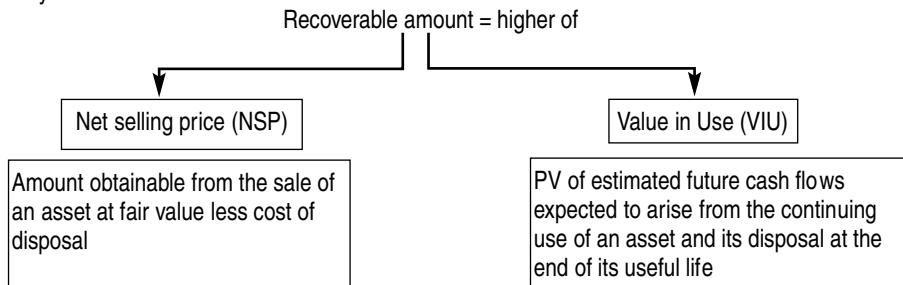 Recoverable amount = higher of
Net selling price (NSP)
Value in Use (VIU)
Amount obtainable from the sale of
an asset at fair value less cost of
disposal
PV of estimated future cash flows
expected to arise from the continuing
use of an asset and its disposal at the
end of its useful life